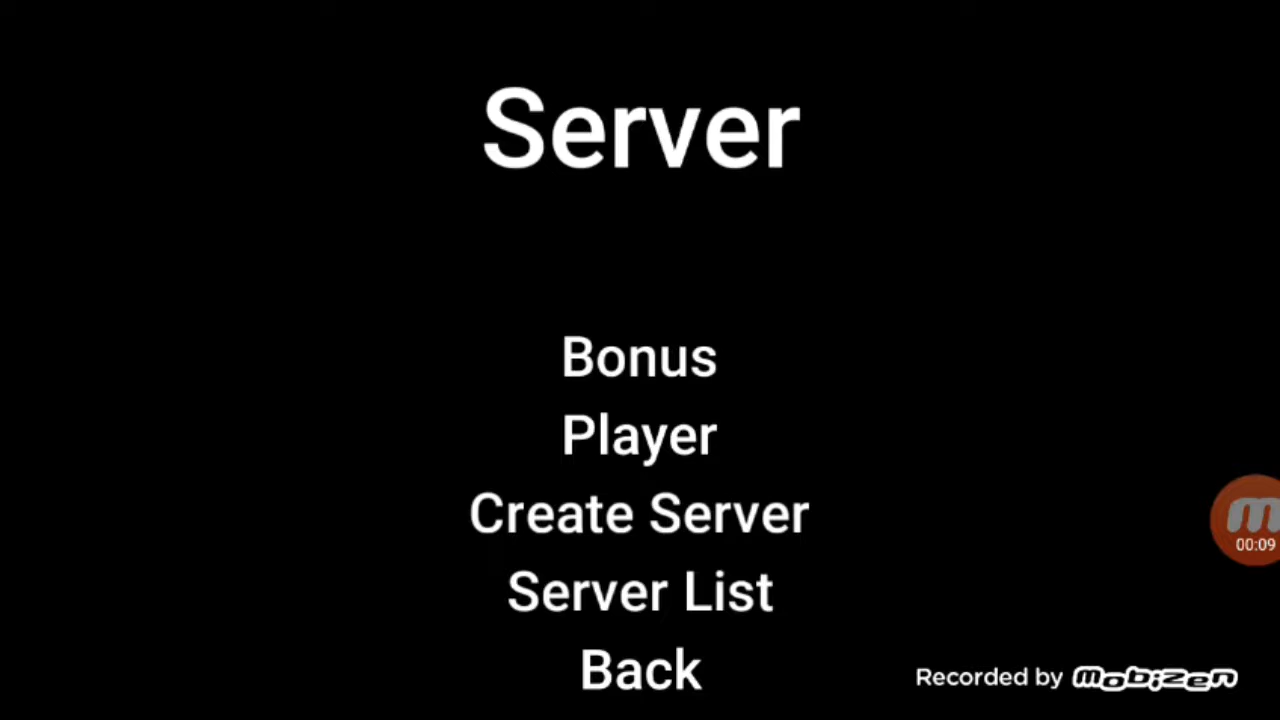 Server
Bonus
Player
Create Server
Server List
Back
00:09
Recorded by mobizen